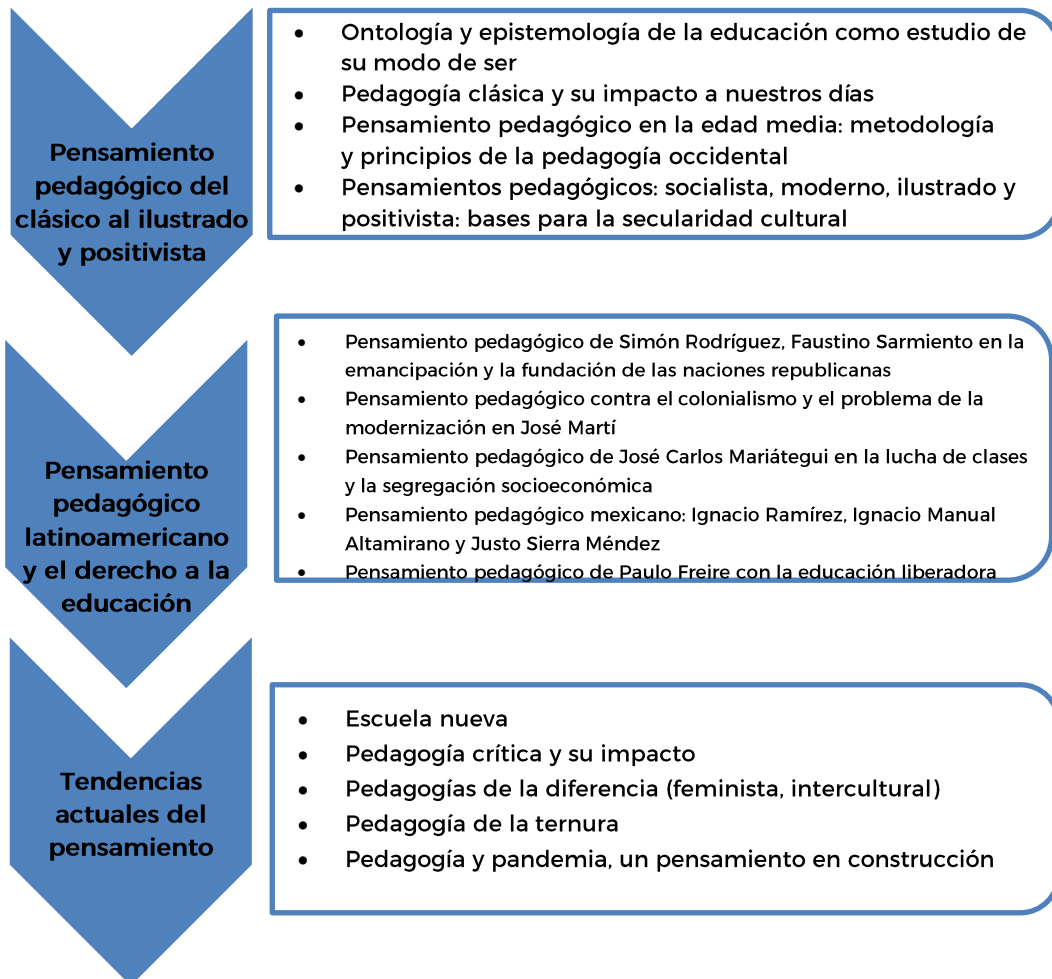 Pensamiento
pedagógico del
clásico al ilustrado
y positivista
• Ontología y epistemología de la educación como estudio de
su modo de ser
• Pedagogía clásica y su impacto a nuestros días
• Pensamiento pedagógico en la edad media: metodología
y principios de la pedagogía occidental
• Pensamientos pedagógicos: socialista, moderno, ilustrado y
positivista: bases para la secularidad cultural
Pensamiento
pedagógico
latinoamericano
y el derecho a la
educación
• Pensamiento pedagógico de Simón Rodríguez, Faustino Sarmiento en la
emancipación y la fundación de las naciones republicanas
• Pensamiento pedagógico contra el colonialismo y el problema de la
modernización en José Martí
• Pensamiento pedagógico de José Carlos Mariátegui en la lucha de clases
y la segregación socioeconómica
• Pensamiento pedagógico mexicano: Ignacio Ramírez, Ignacio Manual
Altamirano y Justo Sierra Méndez
• Pensamiento pedagógico de Paulo Freire con la educación liberadora
Tendencias
actuales del
pensamiento
• Escuela nueva
• Pedagogía crítica y su impacto
• Pedagogías de la diferencia (feminista, intercultural)
• Pedagogía de la ternura
• Pedagogía y pandemia, un pensamiento en construcción